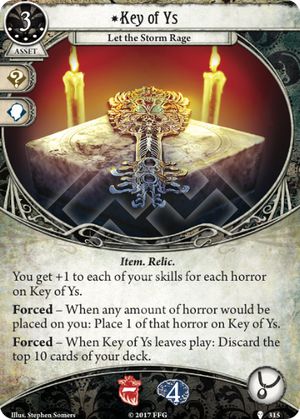 3
*Key of Ys
ASSET
Let the Storm Rage
?
Item. Relic.
You get +1 to each of your skills for each horror
on Key of Ys.
Forced – When any amount of horror would be
placed on you: Place 1 of that horror on Key of Ys.
Forced – When Key of Ys leaves play: Discard the
top 10 cards of your deck.
4
Illus. Stephen Somers
© 2017 FFG
315